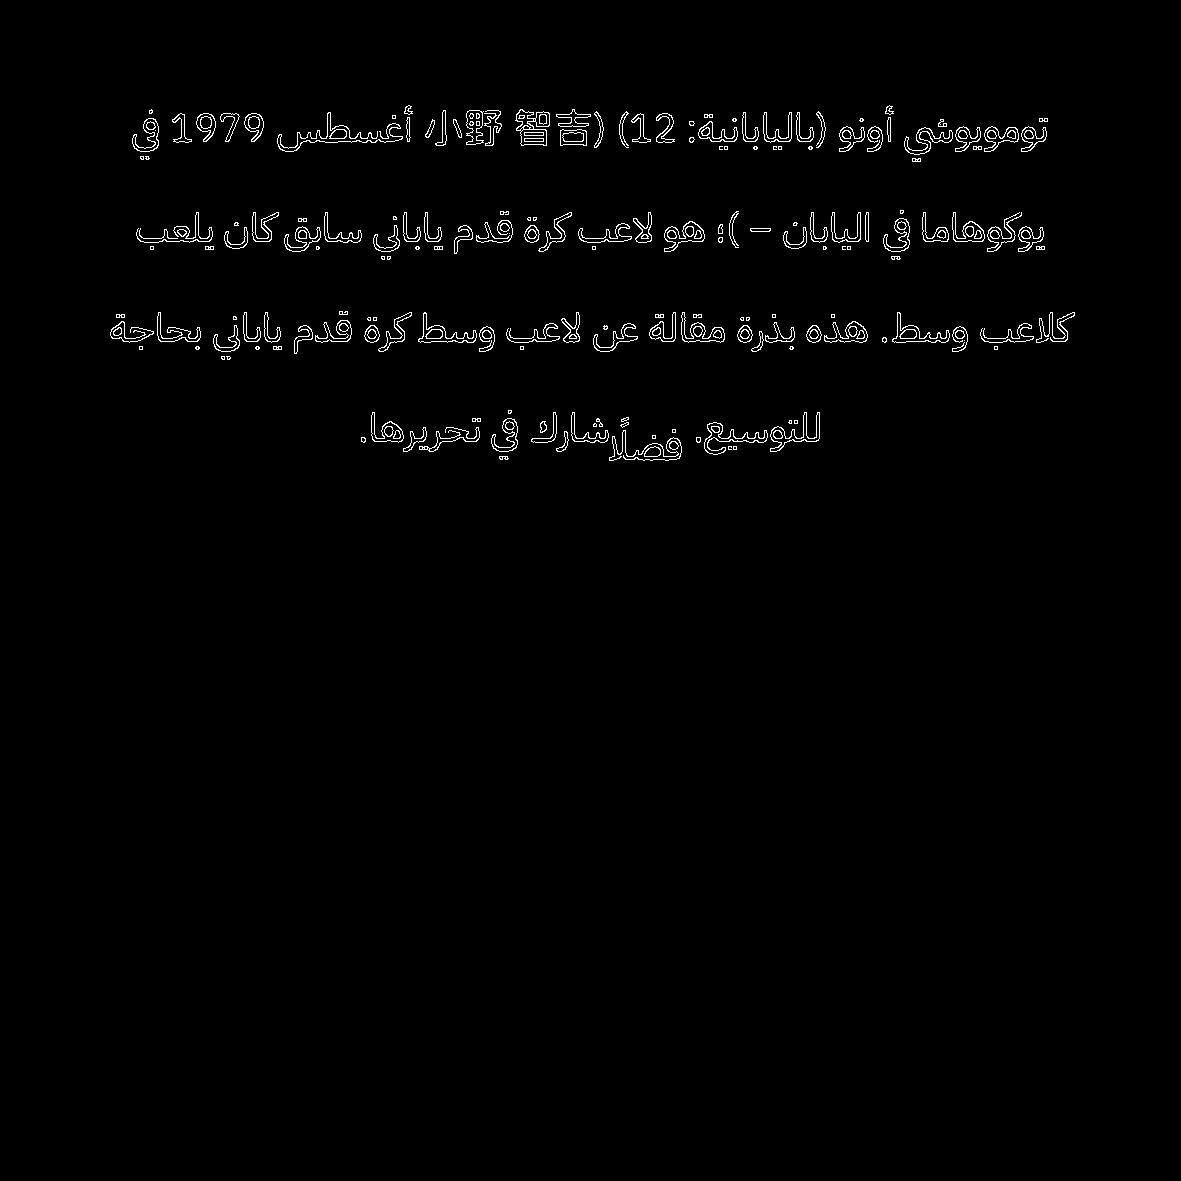 تومويوشي أونو (باليابانية: 小野 智吉) (12 أغسطس 1979 في
يوكوهاما في اليابان – )؛ هو لاعب كرة قدم ياباني سابق كان يلعب
كلاعب وسط. هذه بذرة مقالة عن لاعب وسط كرة قدم ياباني بحاجة
للتوسيع. فضلًا شارك في تحريرها.